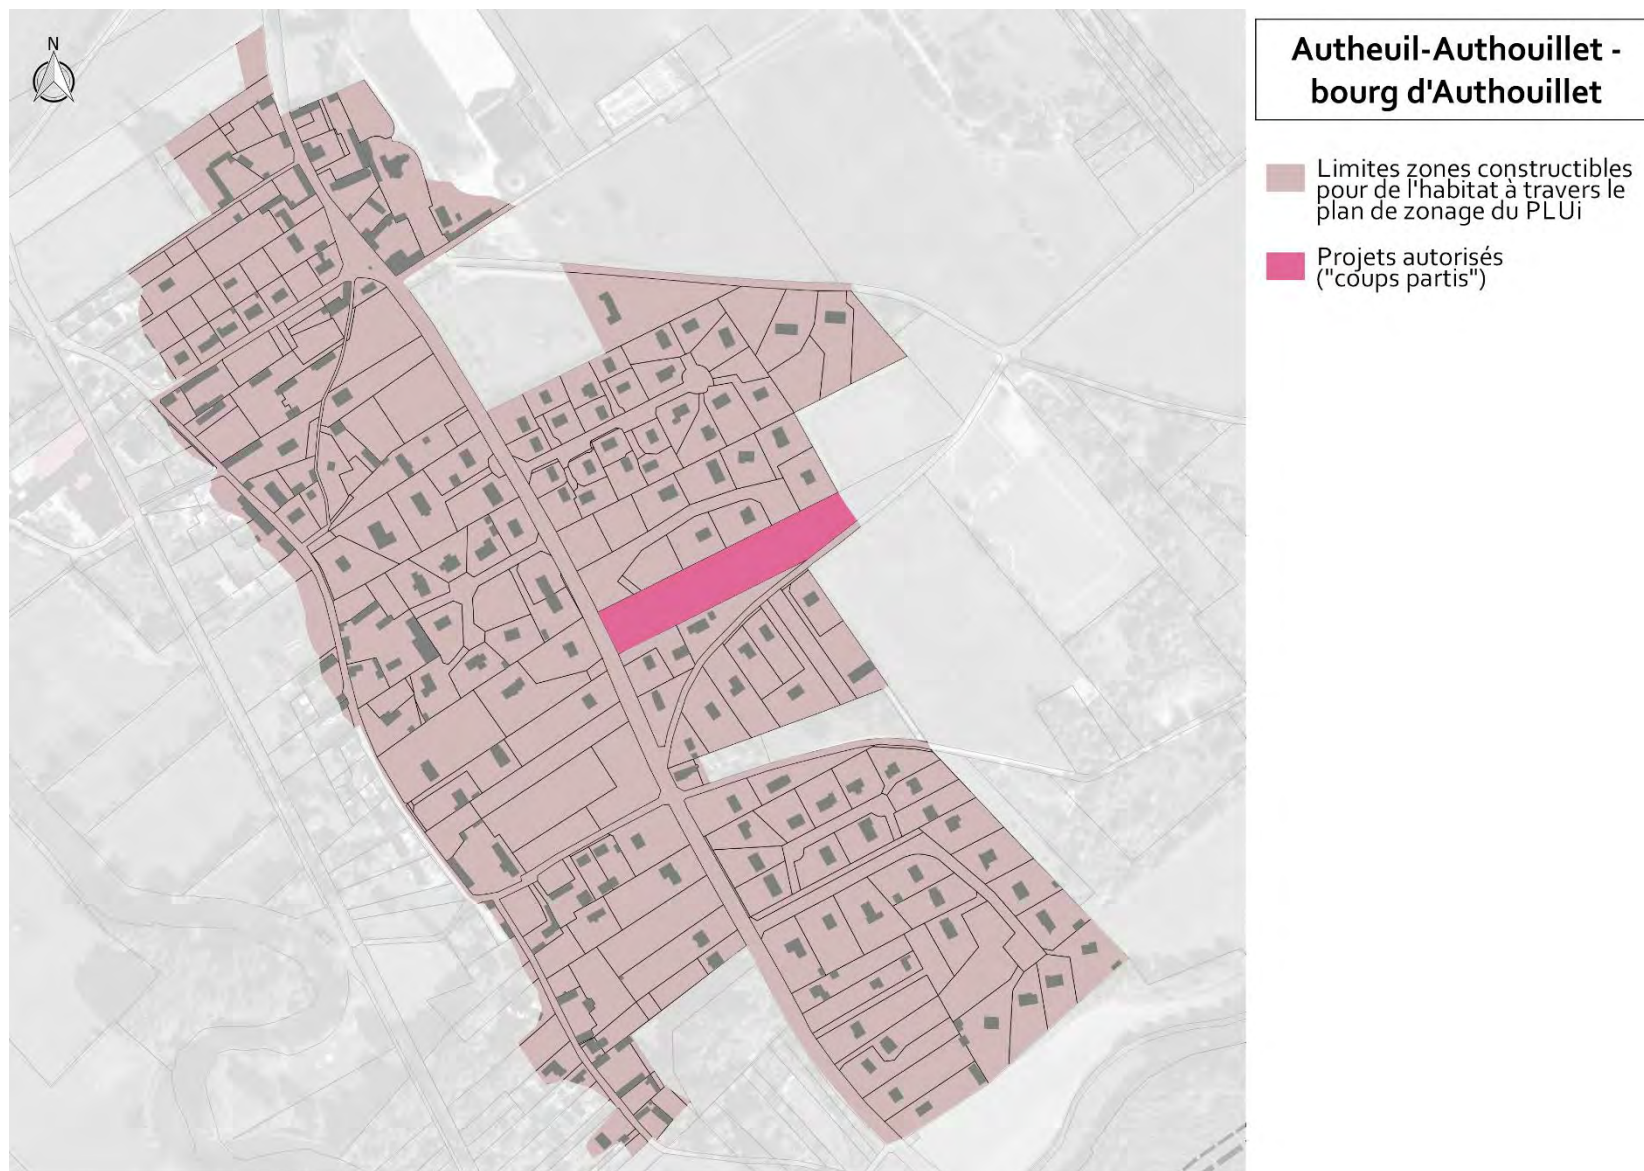 N
Autheuil-Authouillet -
bourg d'Authouillet
Limites zones constructibles
pour de l'habitat à travers le
plan de zonage du PLUi
Projets autorisés
("coups partis")